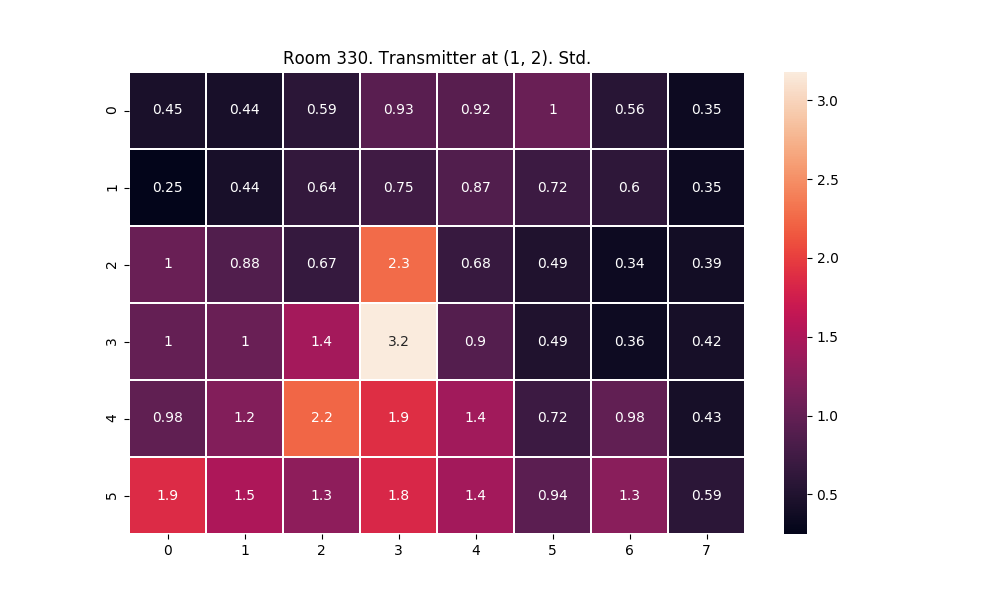 Room 330. Transmitter at (1, 2). Std.
0 0.45 0.44 0.59 0.93 0.92 1 0.56 0.35
1 0.25 0.44 0.64 0.75 0.87 0.72 0.6 0.35
2 1 0.88 0.67 2.3 0.68 0.49 0.34 0.39
3 1 1 1.4 3.2 0.9 0.49 0.36 0.42
4 0.98 1.2 2.2 1.9 1.4 0.72 0.98 0.43
5 1.9 1.5 1.3 1.8 1.4 0.94 1.3 0.59
0 1 2 3 4 5 6 7
3.0
2.5
2.0
1.5
1.0
0.5